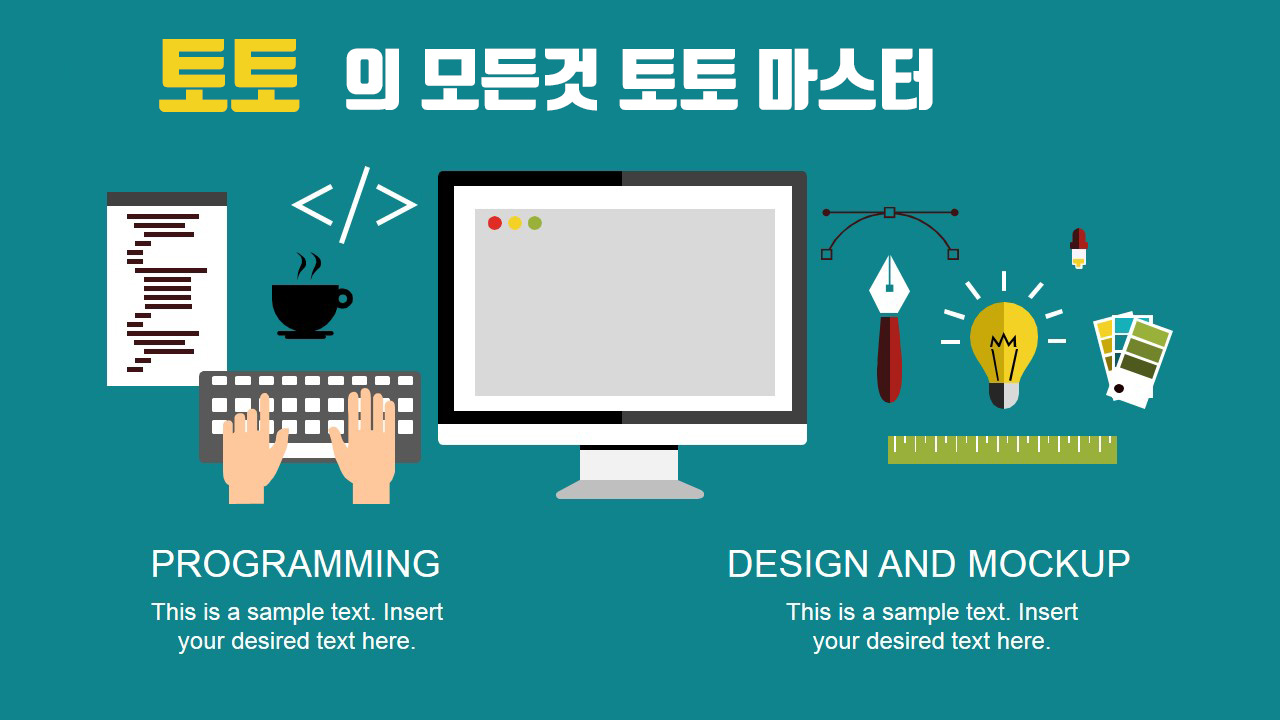 토토 의 모든것 토토 마스터
</>
PROGRAMMING
This is a sample text. Insert
your desired text here.
DESIGN AND MOCKUP
This is a sample text. Insert
your desired text here.